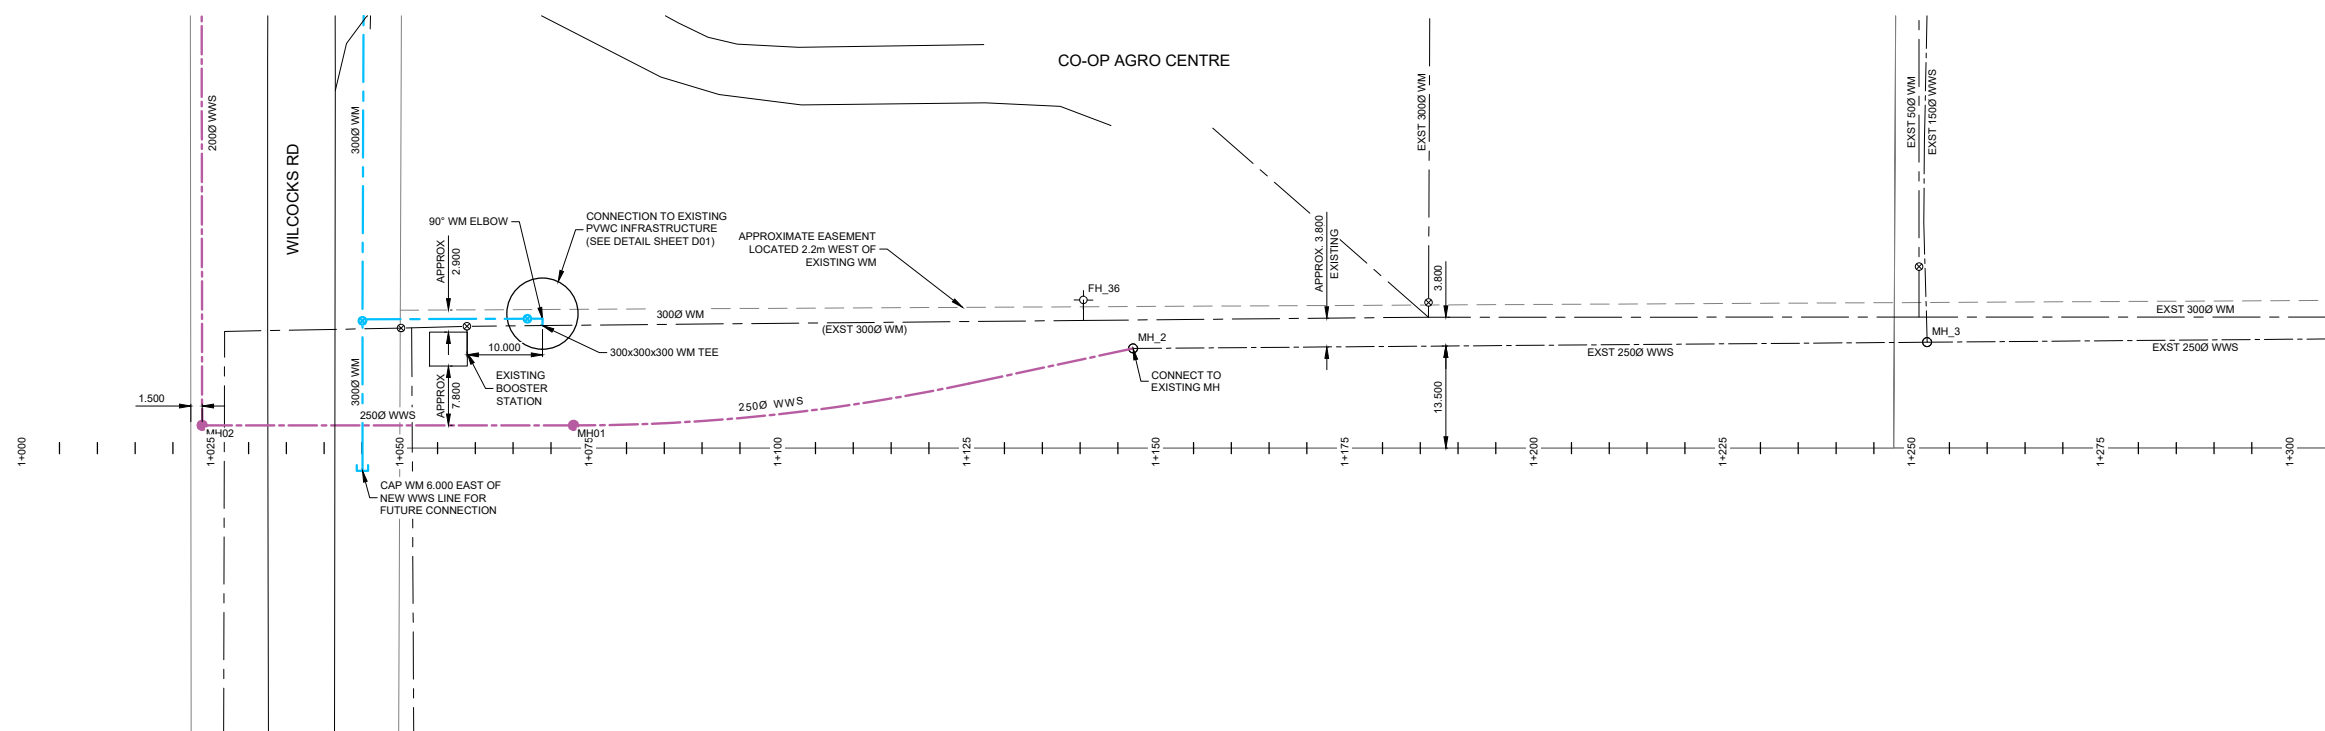 CO-OP AGRO CENTRE
200Ø WWS
WILCOCKS RD
300Ø WM
EXST 300Ø WM
EXST 50Ø WM
EXST 150Ø WWS
90° WM ELBOW
CONNECTION TO EXISTING
PVWC INFRASTRUCTURE
(SEE DETAIL SHEET D01)
APPROX
2.900
APPROXIMATE EASEMENT
LOCATED 2.2m WEST OF
EXISTING WM
APPROX. 3.800
EXISTING
3.800
FH_36
300Ø WM
(EXST 300Ø WM)
EXST 300Ø WM
MH_2
MH_3
300x300x300 WM TEE
10.000
EXST 250Ø WWS
EXST 250Ø WWS
EXISTING
BOOSTER
STATION
CONNECT TO
EXISTING MH
300Ø WM
APPROX
7.800
1.500
250Ø WWS
250Ø WWS
13.500
MH02
MH01
1+000
1+025
1+050
1+075
1+100
1+125
1+150
1+175
1+200
1+225
1+250
1+275
1+300
CAP WM 6.000 EAST OF
NEW WWS LINE FOR
FUTURE CONNECTION